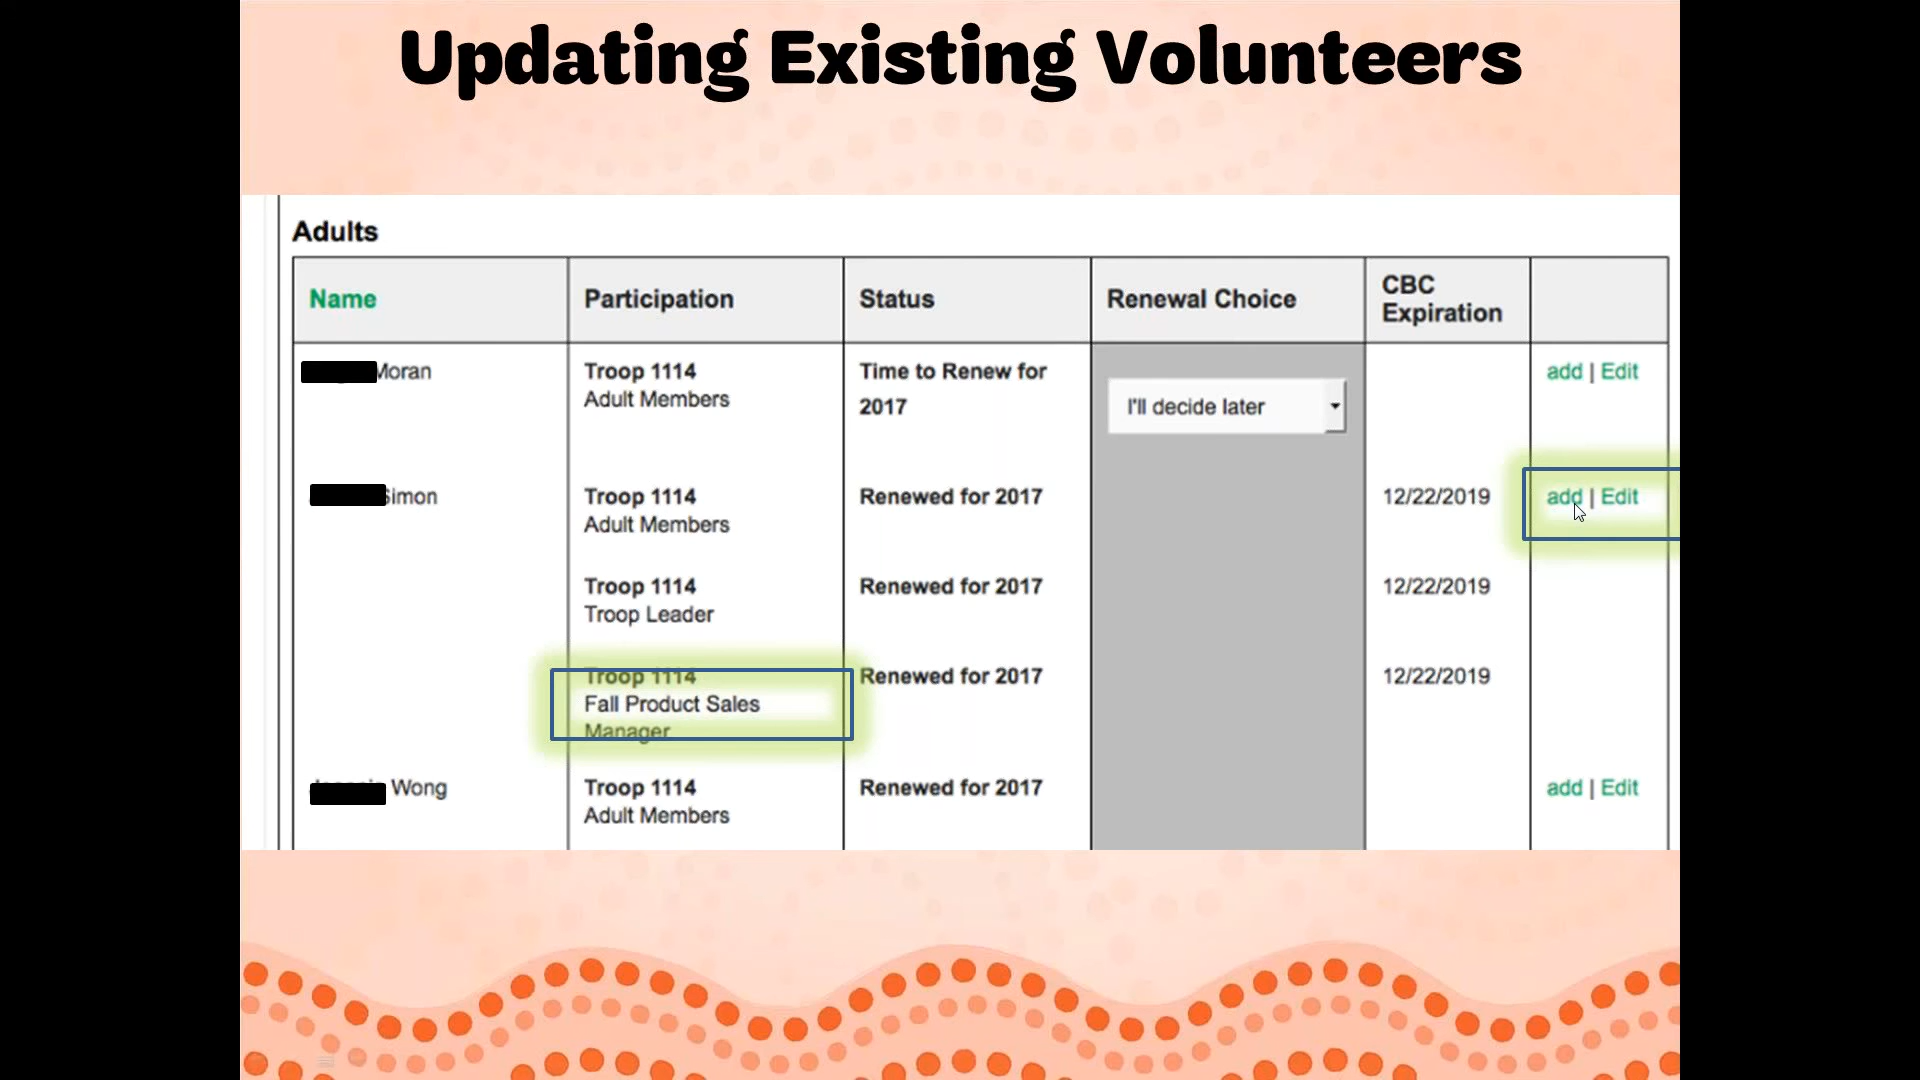 Updating Existing Volunteers
Adults
Name
Participation
Status
Renewal Choice
CBC
Expiration
Moran
Troop 1114
Adult Members
Time to Renew for
2017
I'll decide later
add | Edit
Simon
Troop 1114
Adult Members
Renewed for 2017
12/22/2019
add | Edit
Troop 1114
Troop Leader
Renewed for 2017
12/22/2019
Troop 1114
Fall Product Sales
Manager
Renewed for 2017
12/22/2019
Wong
Troop 1114
Adult Members
Renewed for 2017
add | Edit